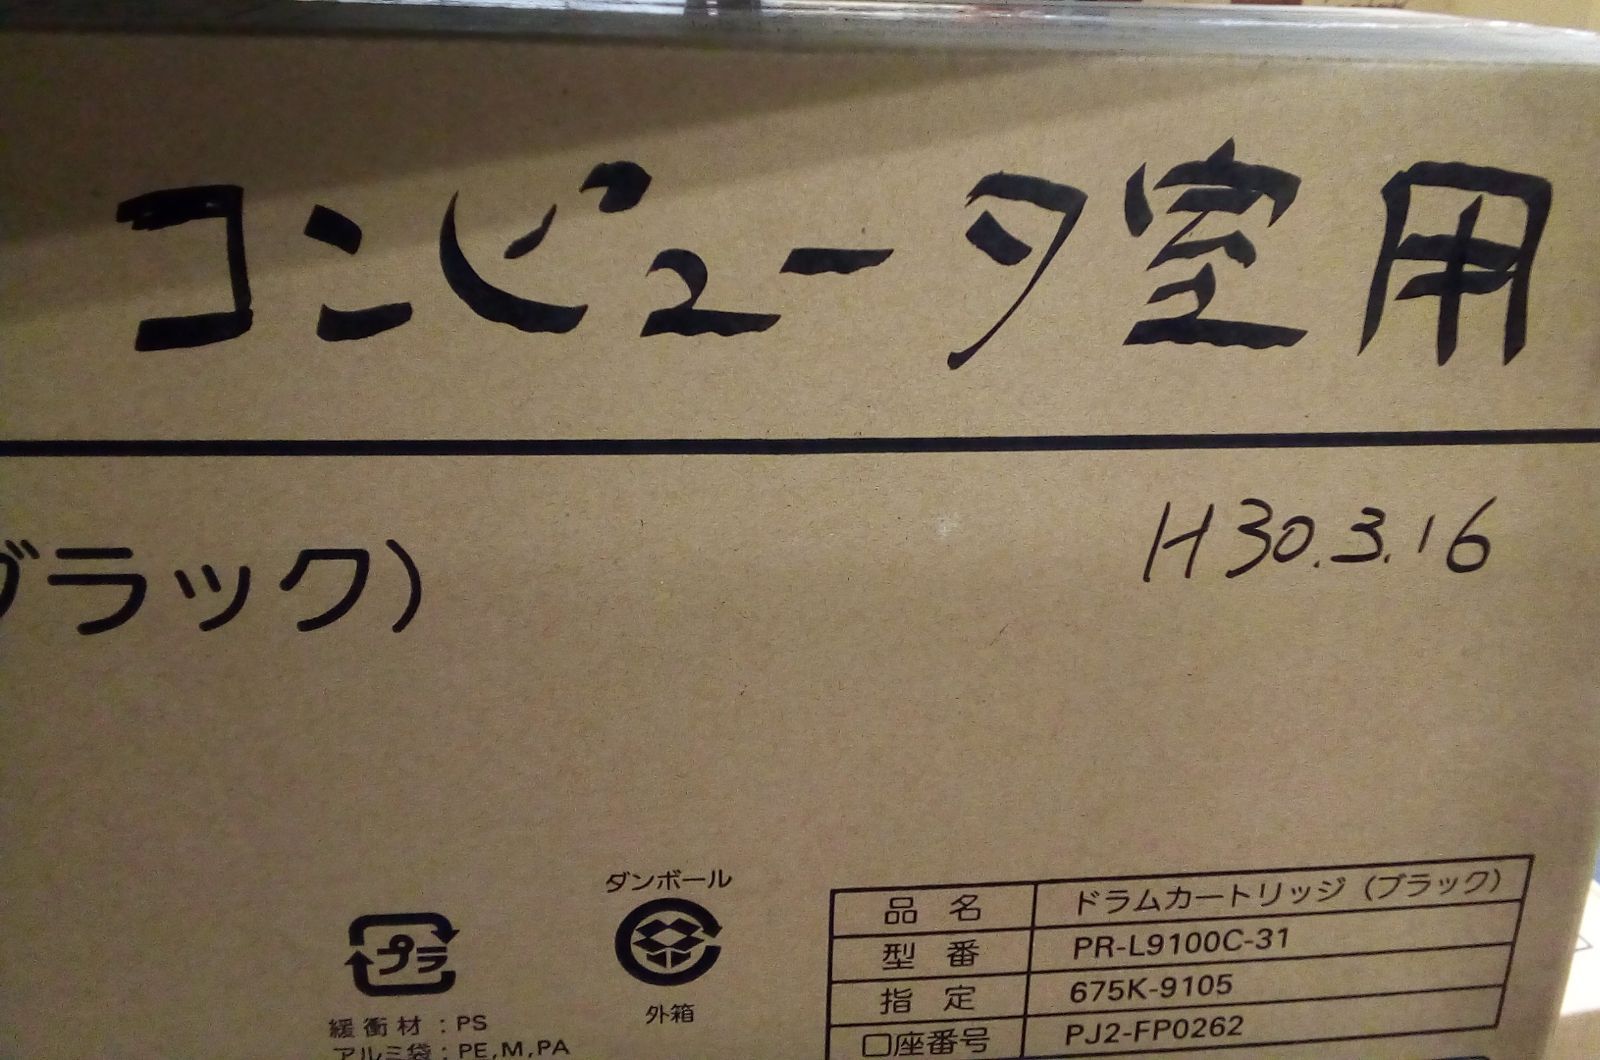 コンピュータ室用
H30.3.16
ブラック)
ダンボール
プラ
外箱
緩衝材：PS
アルミ袋：PE,M,PA
品名 ドラムカートリッジ（ブラック）
型番 PR-L9100C-31
指定 675K-9105
口座番号 PJ2-FP0262